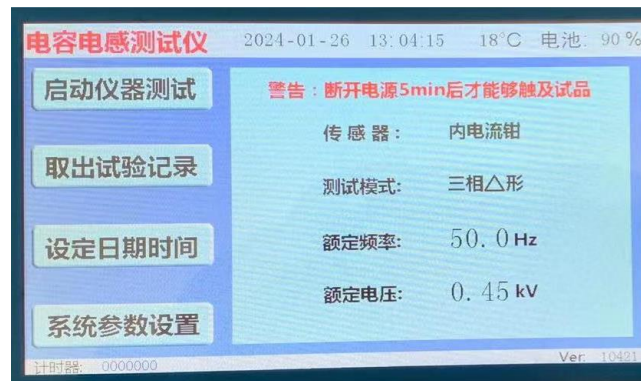 电容电感测试仪 2024-01-26 13:04:15 18°C 电池: 90 %
启动仪器测试
取出试验记录
设定日期时间
系统参数设置
警告：断开电源5min后才能够触及试品
传感器： 内电流钳
测试模式: 三相△形
额定频率: 50.0 Hz
额定电压: 0.45 kV
计时器: 0000000
Ver: 10421